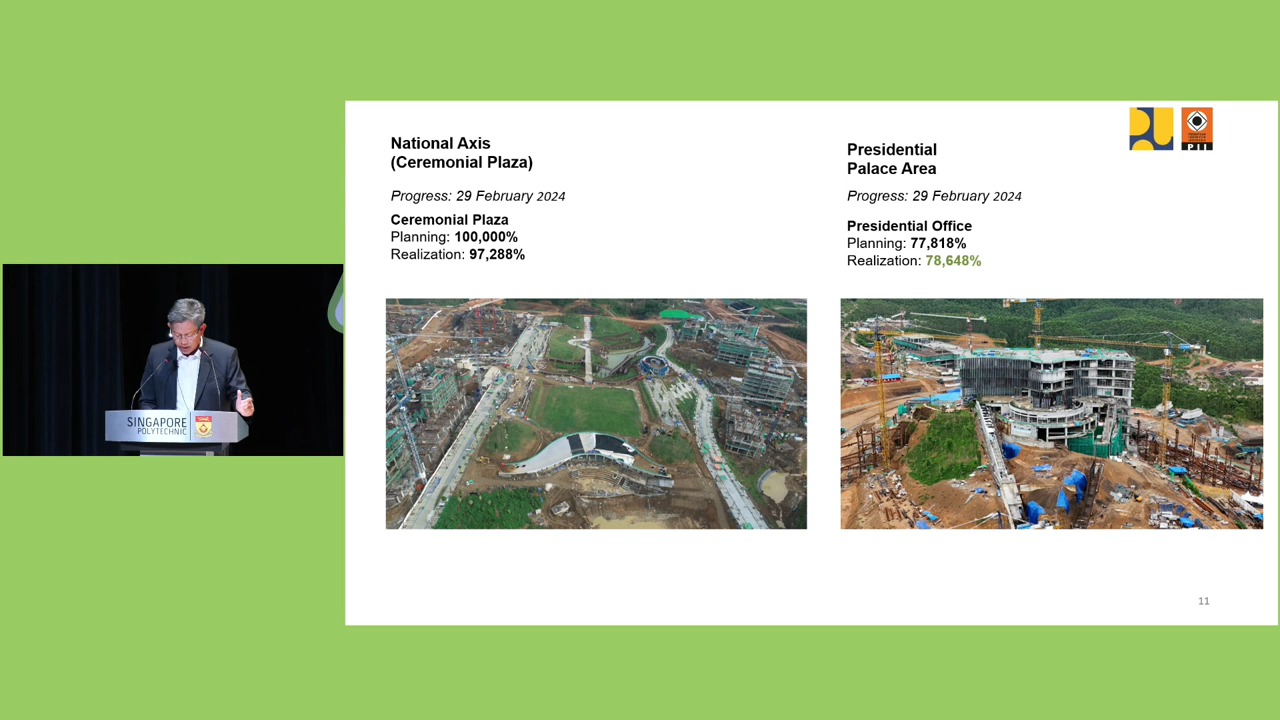 SINGAPORE
POLYTECHNIC
National Axis
(Ceremonial Plaza)
Progress: 29 February 2024
Ceremonial Plaza
Planning: 100,000%
Realization: 97,288%
Presidential
Palace Area
Progress: 29 February 2024
Presidential Office
Planning: 77,818%
Realization: 78,648%
PII
11